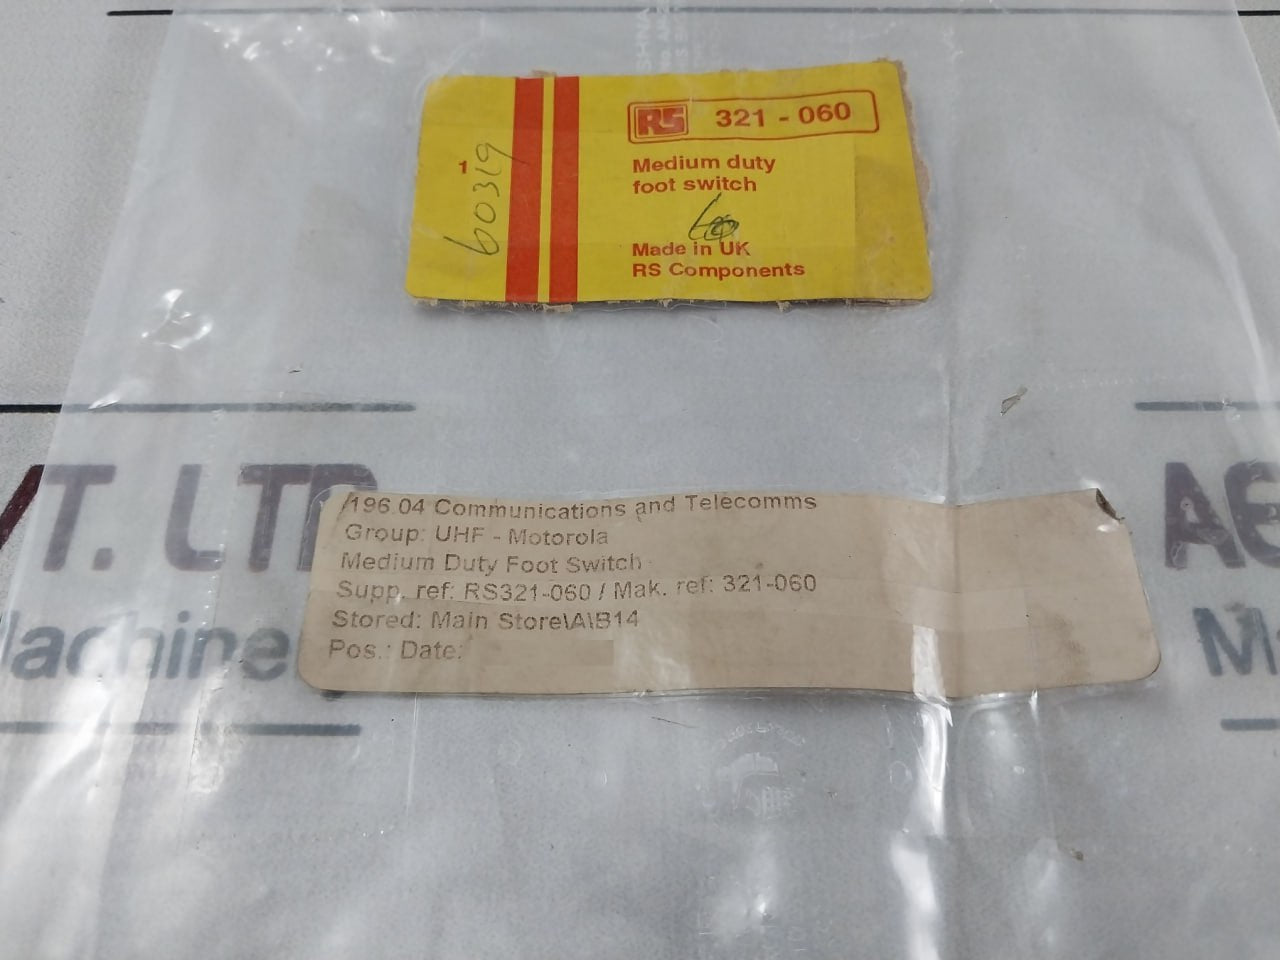 RS 321 - 060
1
60319
Medium duty
foot switch
Made in UK
RS Components
T. LTD
Machine
/196.04 Communications and Telecomms
Group: UHF - Motorola
Medium Duty Foot Switch
Supp. ref: RS321-060 / Mak. ref: 321-060
Stored: Main Store\A\B14
Pos.: Date: